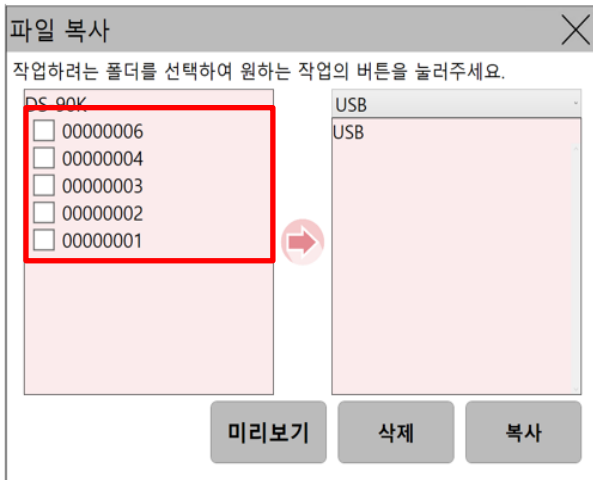 파일 복사
작업하려는 폴더를 선택하여 원하는 작업의 버튼을 눌러주세요.
DS-90K
00000006
00000004
00000003
00000002
00000001
USB
USB
미리보기
삭제
복사